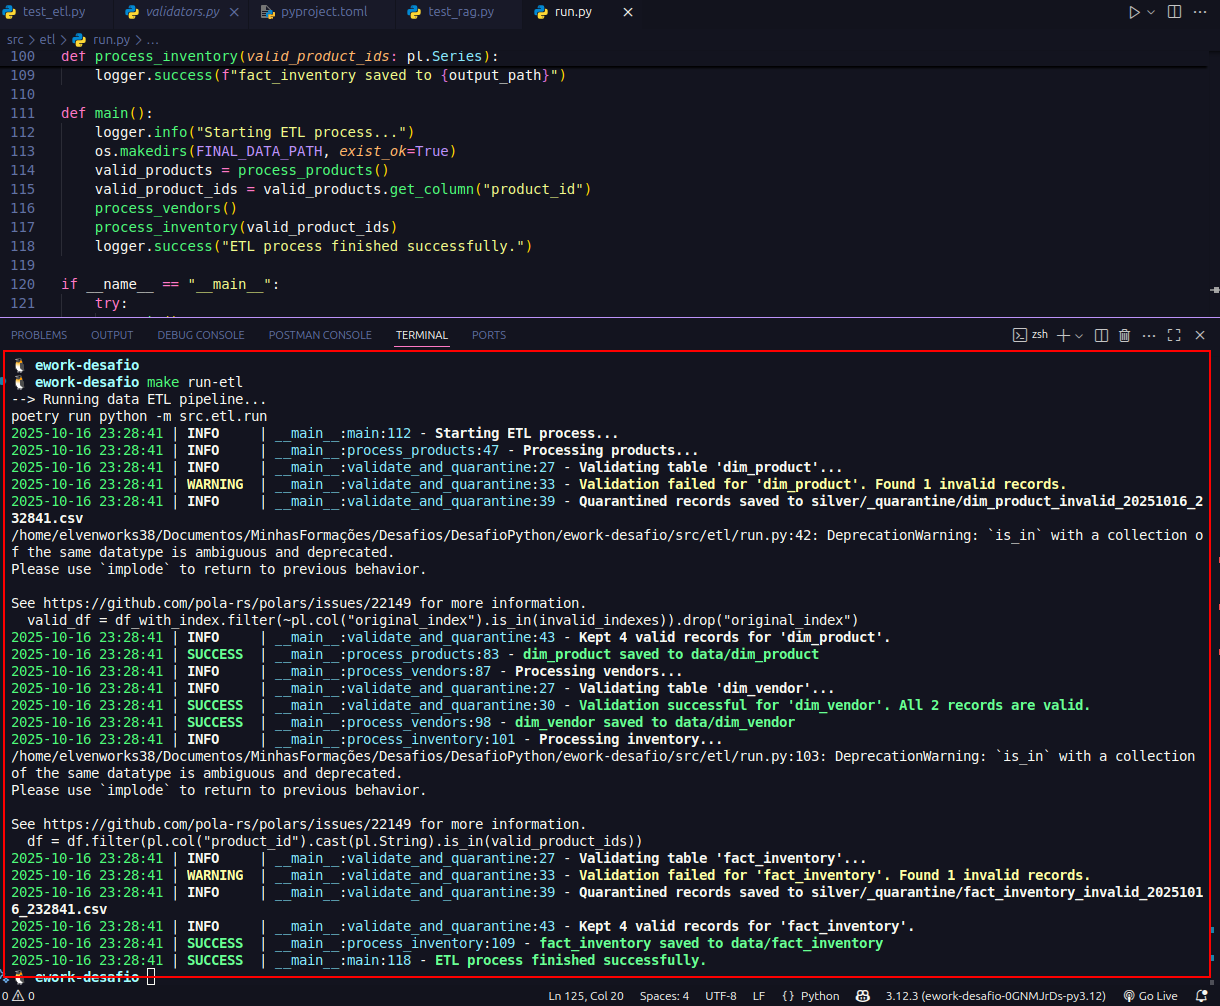 test_etl.py validators.py pyproject.toml test_rag.py run.py
src > etl > run.py > ...
100 def process_inventory(valid_product_ids: pl.Series):
109 logger.success(f"fact_inventory saved to {output_path}")
110
111 def main():
112 logger.info("Starting ETL process...")
113 os.makedirs(FINAL_DATA_PATH, exist_ok=True)
114 valid_products = process_products()
115 valid_product_ids = valid_products.get_column("product_id")
116 process_vendors()
117 process_inventory(valid_product_ids)
118 logger.success("ETL process finished successfully.")
119
120 if __name__ == "__main__":
121 try:
PROBLEMS OUTPUT DEBUG CONSOLE POSTMAN CONSOLE TERMINAL PORTS zsh
ework-desafio
ework-desafio make run-etl
--> Running data ETL pipeline...
poetry run python -m src.etl.run
2025-10-16 23:28:41 | INFO | __main__:main:112 - Starting ETL process...
2025-10-16 23:28:41 | INFO | __main__:process_products:47 - Processing products...
2025-10-16 23:28:41 | INFO | __main__:validate_and_quarantine:27 - Validating table 'dim_product'...
2025-10-16 23:28:41 | WARNING | __main__:validate_and_quarantine:33 - Validation failed for 'dim_product'. Found 1 invalid records.
2025-10-16 23:28:41 | INFO | __main__:validate_and_quarantine:39 - Quarantined records saved to silver/_quarantine/dim_product_invalid_20251016_2
32841.csv
/home/elvenworks38/Documentos/MinhasFormações/Desafios/DesafioPython/ework-desafio/src/etl/run.py:42: DeprecationWarning: `is_in` with a collection o
f the same datatype is ambiguous and deprecated.
Please use `implode` to return to previous behavior.

See https://github.com/pola-rs/polars/issues/22149 for more information.
valid_df = df_with_index.filter(~pl.col("original_index").is_in(invalid_indexes)).drop("original_index")
2025-10-16 23:28:41 | INFO | __main__:validate_and_quarantine:43 - Kept 4 valid records for 'dim_product'.
2025-10-16 23:28:41 | SUCCESS | __main__:process_products:83 - dim_product saved to data/dim_product
2025-10-16 23:28:41 | INFO | __main__:process_vendors:87 - Processing vendors...
2025-10-16 23:28:41 | INFO | __main__:validate_and_quarantine:27 - Validating table 'dim_vendor'...
2025-10-16 23:28:41 | SUCCESS | __main__:validate_and_quarantine:30 - Validation successful for 'dim_vendor'. All 2 records are valid.
2025-10-16 23:28:41 | SUCCESS | __main__:process_vendors:98 - dim_vendor saved to data/dim_vendor
2025-10-16 23:28:41 | INFO | __main__:process_inventory:101 - Processing inventory...
/home/elvenworks38/Documentos/MinhasFormações/Desafios/DesafioPython/ework-desafio/src/etl/run.py:103: DeprecationWarning: `is_in` with a collection
of the same datatype is ambiguous and deprecated.
Please use `implode` to return to previous behavior.

See https://github.com/pola-rs/polars/issues/22149 for more information.
df = df.filter(pl.col("product_id").cast(pl.String).is_in(valid_product_ids))
2025-10-16 23:28:41 | INFO | __main__:validate_and_quarantine:27 - Validating table 'fact_inventory'...
2025-10-16 23:28:41 | WARNING | __main__:validate_and_quarantine:33 - Validation failed for 'fact_inventory'. Found 1 invalid records.
2025-10-16 23:28:41 | INFO | __main__:validate_and_quarantine:39 - Quarantined records saved to silver/_quarantine/fact_inventory_invalid_2025101
6_232841.csv
2025-10-16 23:28:41 | INFO | __main__:validate_and_quarantine:43 - Kept 4 valid records for 'fact_inventory'.
2025-10-16 23:28:41 | SUCCESS | __main__:process_inventory:109 - fact_inventory saved to data/fact_inventory
2025-10-16 23:28:41 | SUCCESS | __main__:main:118 - ETL process finished successfully.
ework-desafio
0 0 Ln 125, Col 20 Spaces: 4 UTF-8 LF {} Python 3.12.3 (ework-desafio-0GNMJrDs-py3.12) Go Live